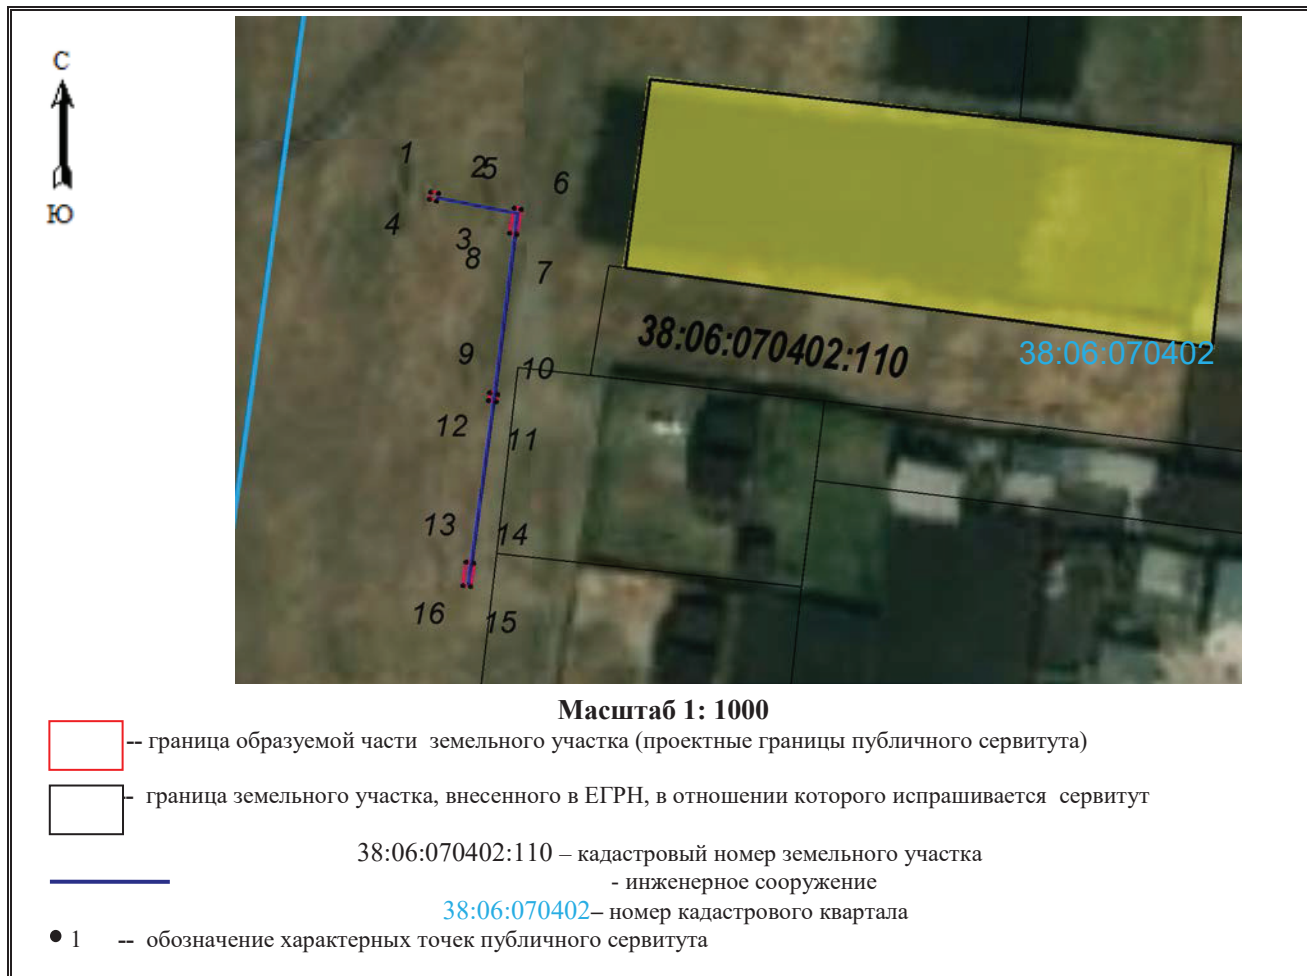 С
Ю
1
25
6
4
3
8
7
38:06:070402:110
38:06:070402
9
10
12
11
13
14
16
15
Масштаб 1: 1000
-- граница образуемой части земельного участка (проектные границы публичного сервитута)
- граница земельного участка, внесенного в ЕГРН, в отношении которого испрашивается сервитут
38:06:070402:110 – кадастровый номер земельного участка
- инженерное сооружение
38:06:070402– номер кадастрового квартала
1 -- обозначение характерных точек публичного сервитута